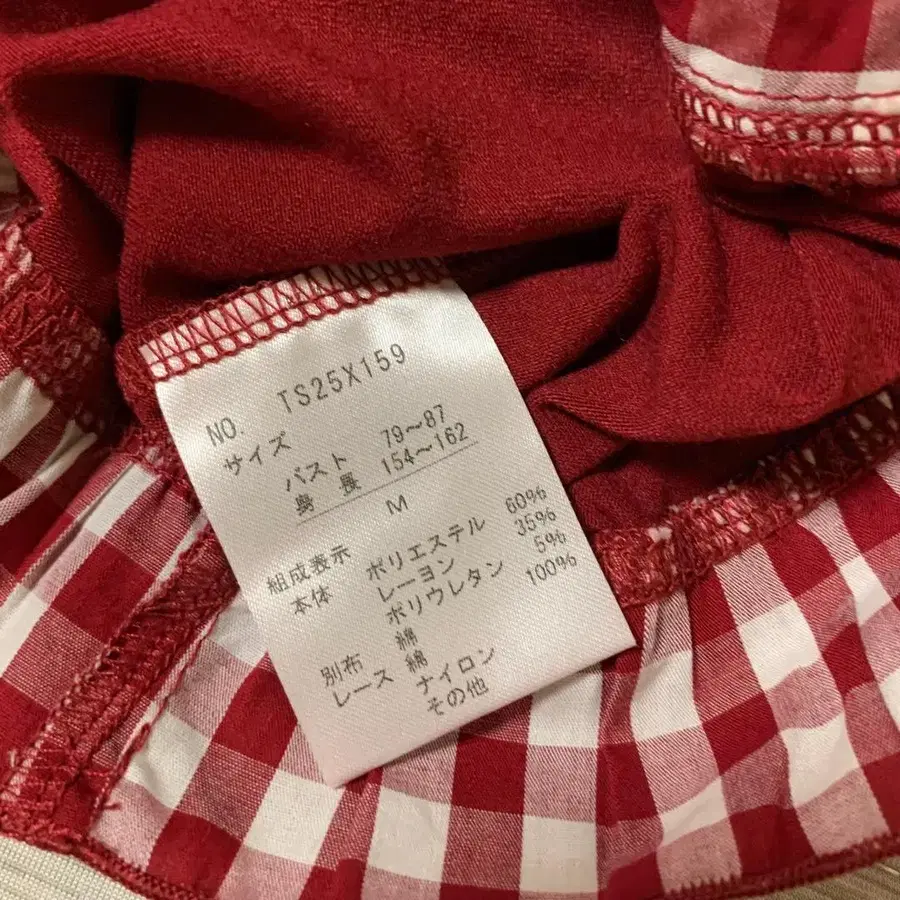 NO. TS25X159
サイズ
バスト 79～87
身長 154～162
M
組成表示
本体 ポリエステル 60%
レーヨン 35%
ポリウレタン 5%
別布 綿 100%
レース 綿
ナイロン
その他